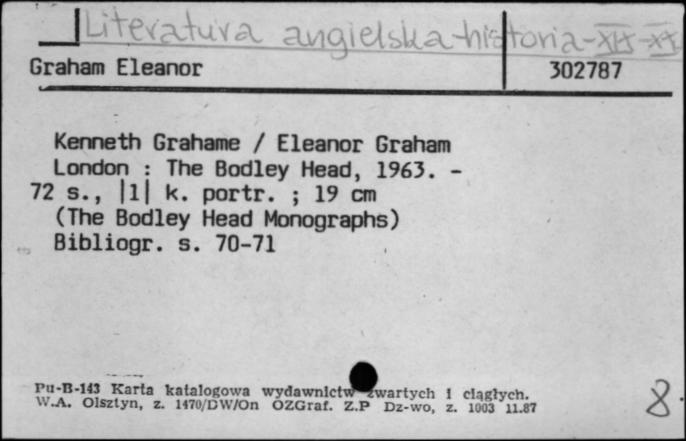 Literatura angielska-historia-XIX-XX
Graham Eleanor 302787
Kenneth Grahame / Eleanor Graham
London : The Bodley Head, 1963. -
72 s., |1| k. portr. ; 19 cm
(The Bodley Head Monographs)
Bibliogr. s. 70-71
Pu-B-143 Karta katalogowa wydawnictw zwartych i ciągłych.
W.A. Olsztyn, z. 1470/DW/On OZGraf. Z.P Dz-wo, z. 1003 11.87
8.